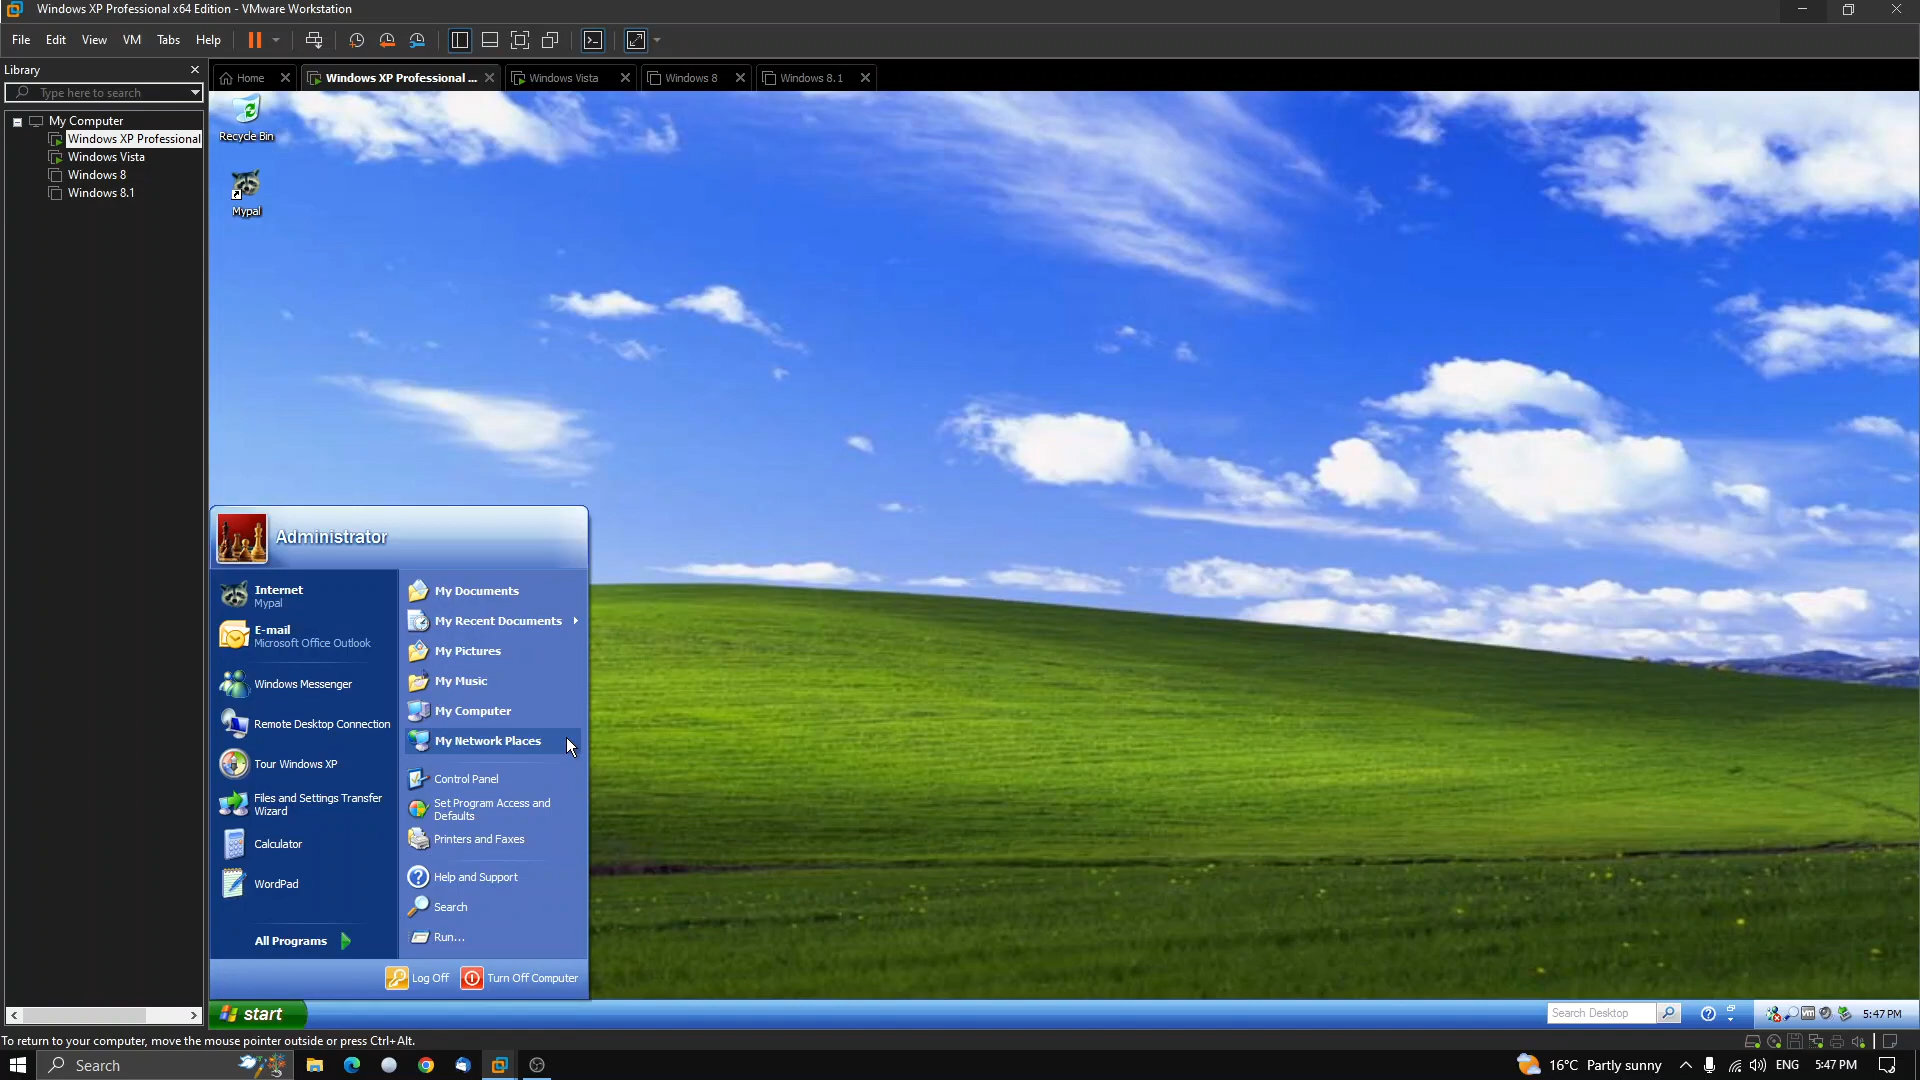 Windows XP Professional x64 Edition - VMware Workstation
File Edit View VM Tabs Help
Library
Type here to search
My Computer
Windows XP Professional
Windows Vista
Windows 8
Windows 8.1
Home
Windows XP Professional ...
Windows Vista
Windows 8
Windows 8.1
Recycle Bin
Mypal
Administrator
Internet
Mypal
E-mail
Microsoft Office Outlook
Windows Messenger
Remote Desktop Connection
Tour Windows XP
Files and Settings Transfer
Wizard
Calculator
WordPad
All Programs
My Documents
My Recent Documents
My Pictures
My Music
My Computer
My Network Places
Control Panel
Set Program Access and
Defaults
Printers and Faxes
Help and Support
Search
Run...
Log Off
Turn Off Computer
start
Search Desktop
5:47 PM
To return to your computer, move the mouse pointer outside or press Ctrl+Alt.
Search
16°C Partly sunny
ENG
5:47 PM